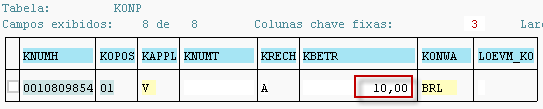 Tabela: KONP
Campos exibidos: 8 de 8 Colunas chave fixas: 3 Lar
KNUMH KOPOS KAPPL KNUMT KRECH KBETR KONWA LOEVM_KO
0010809854 01 V A 10,00 BRL